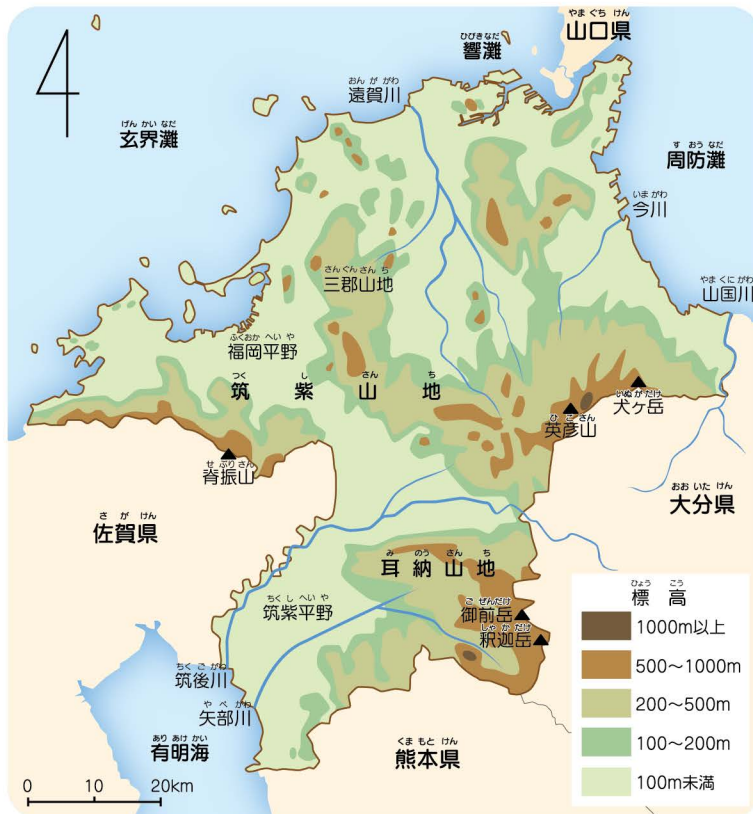 やまぐちけん
山口県
ひびきなだ
響灘
おんががわ
遠賀川
げんかいなだ
玄界灘
すおうなだ
周防灘
いまがわ
今川
やまくにがわ
山国川
さんぐんさんち
三郡山地
ふくおかへいや
福岡平野
つくしさんち
筑紫山地
いぬがだけ
犬ヶ岳
ひこさん
英彦山
せぶりさん
脊振山
さがけん
佐賀県
おおいたけん
大分県
みのうさんち
耳納山地
ごぜんだけ
御前岳
しゃかだけ
釈迦岳
ちくしへいや
筑紫平野
ちくごがわ
筑後川
やべがわ
矢部川
ありあけかい
有明海
くまもとけん
熊本県
ひょうこう
標高
1000m以上
500〜1000m
200〜500m
100〜200m
100m未満
0 10 20km